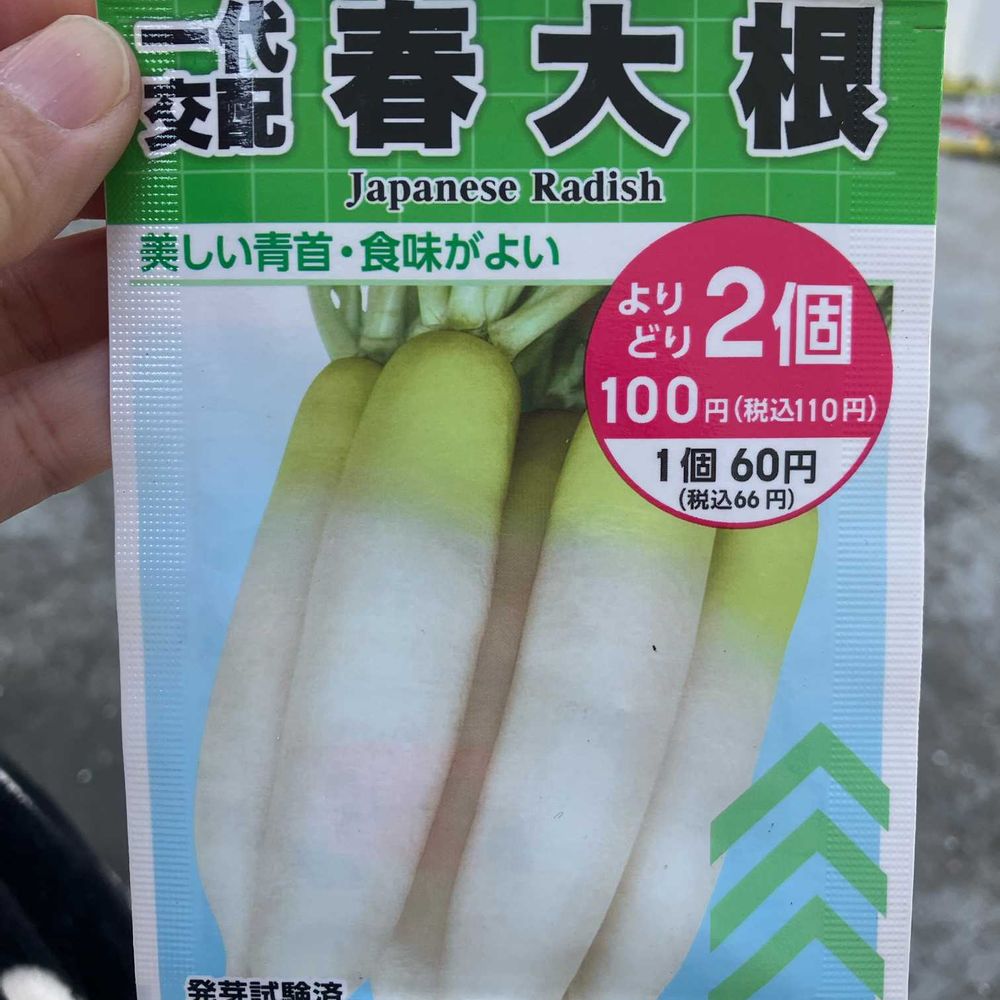 一代
交配
春大根
Japanese Radish
美しい青首・食味がよい
より
どり
2個
100円(税込110円)
1個 60円
(税込66円)
発芽試験済